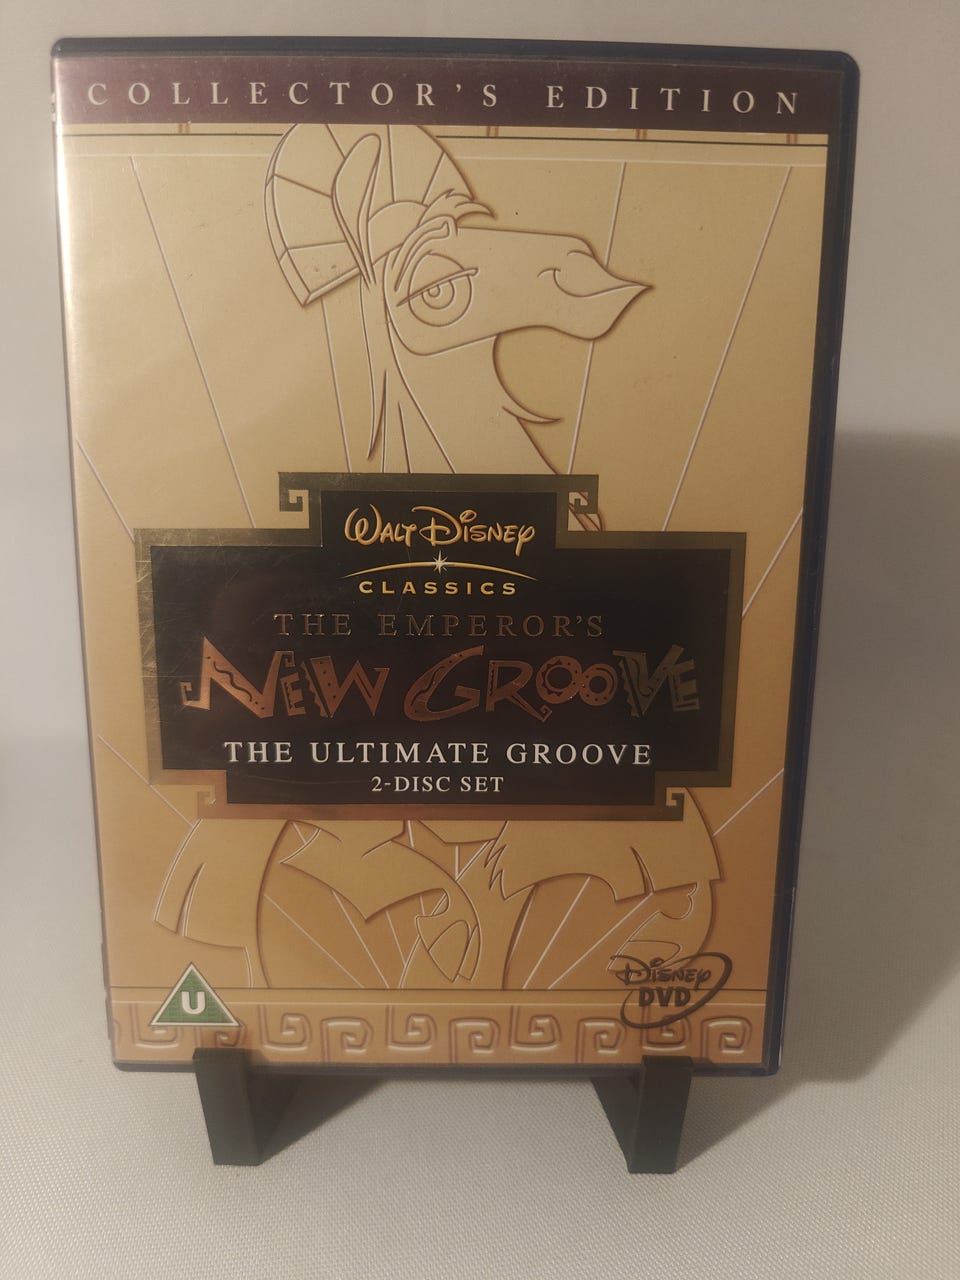 COLLECTOR'S EDITION
WALT DISNEY
CLASSICS
THE EMPEROR'S
NEW GROOVE
THE ULTIMATE GROOVE
2-DISC SET
U
DISNEY
DVD